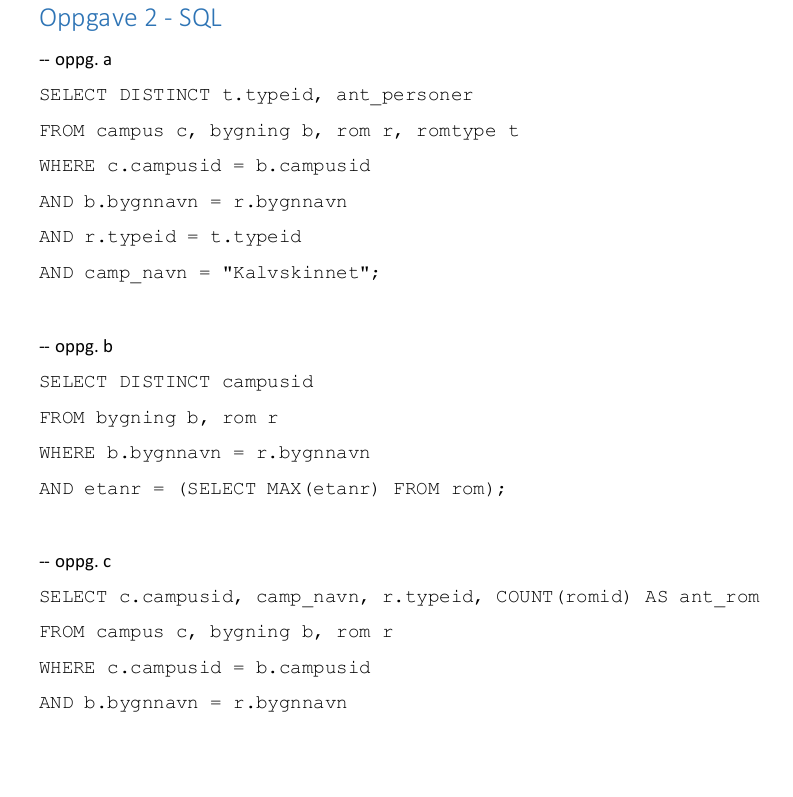 Oppgave 2 - SQL
-- oppg. a
SELECT DISTINCT t.typeid, ant_personer
FROM campus c, bygning b, rom r, romtype t
WHERE c.campusid = b.campusid
AND b.bygnnavn = r.bygnnavn
AND r.typeid = t.typeid
AND camp_navn = "Kalvskinnet";
-- oppg. b
SELECT DISTINCT campusid
FROM bygning b, rom r
WHERE b.bygnnavn = r.bygnnavn
AND etanr = (SELECT MAX(etanr) FROM rom);
-- oppg. c
SELECT c.campusid, camp_navn, r.typeid, COUNT(romid) AS ant_rom
FROM campus c, bygning b, rom r
WHERE c.campusid = b.campusid
AND b.bygnnavn = r.bygnnavn